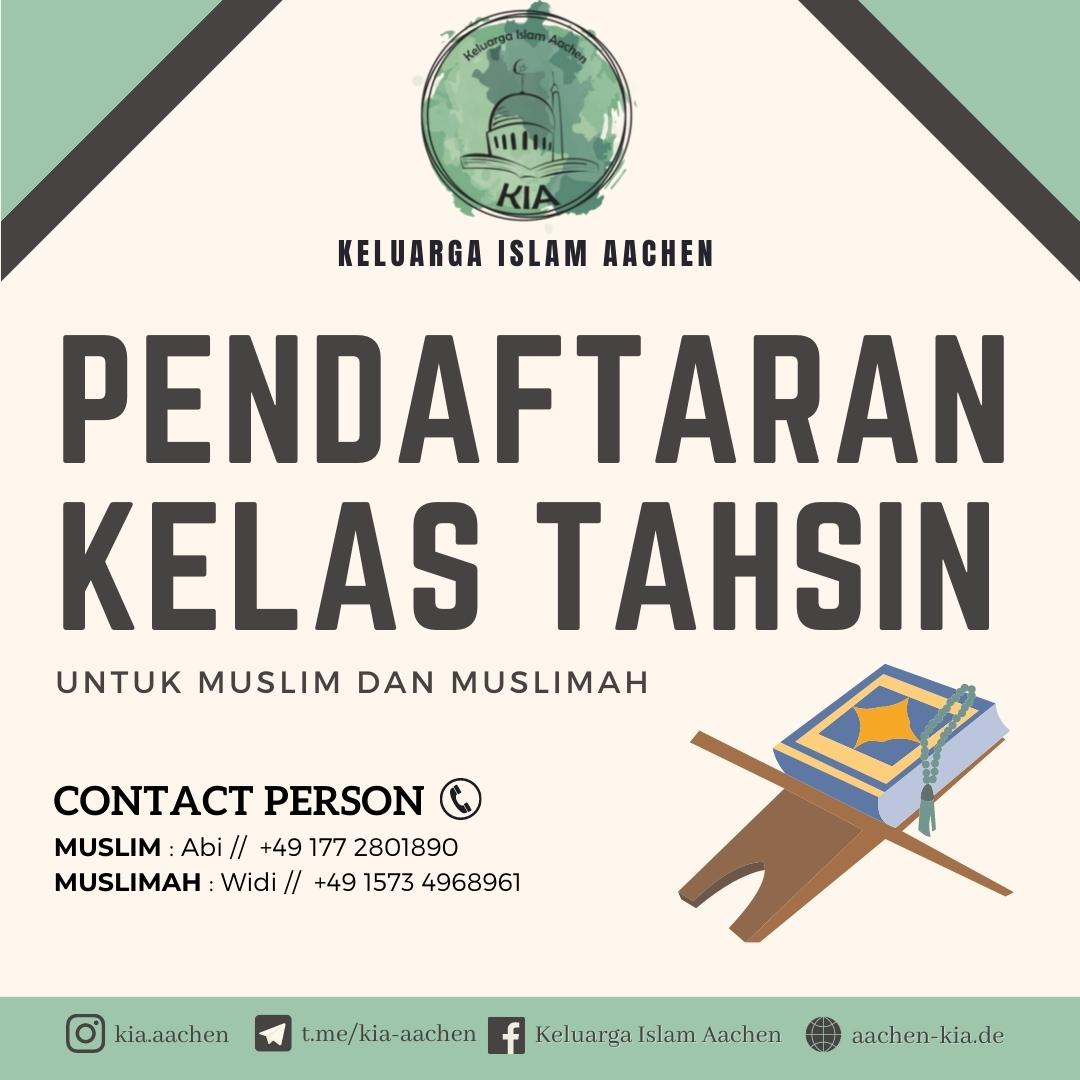 Keluarga Islam Aachen
KIA
KELUARGA ISLAM AACHEN
PENDAFTARAN
KELAS TAHSIN
UNTUK MUSLIM DAN MUSLIMAH
CONTACT PERSON
MUSLIM : Abi // +49 177 2801890
MUSLIMAH : Widi // +49 1573 4968961
kia.aachen t.me/kia-aachen Keluarga Islam Aachen aachen-kia.de